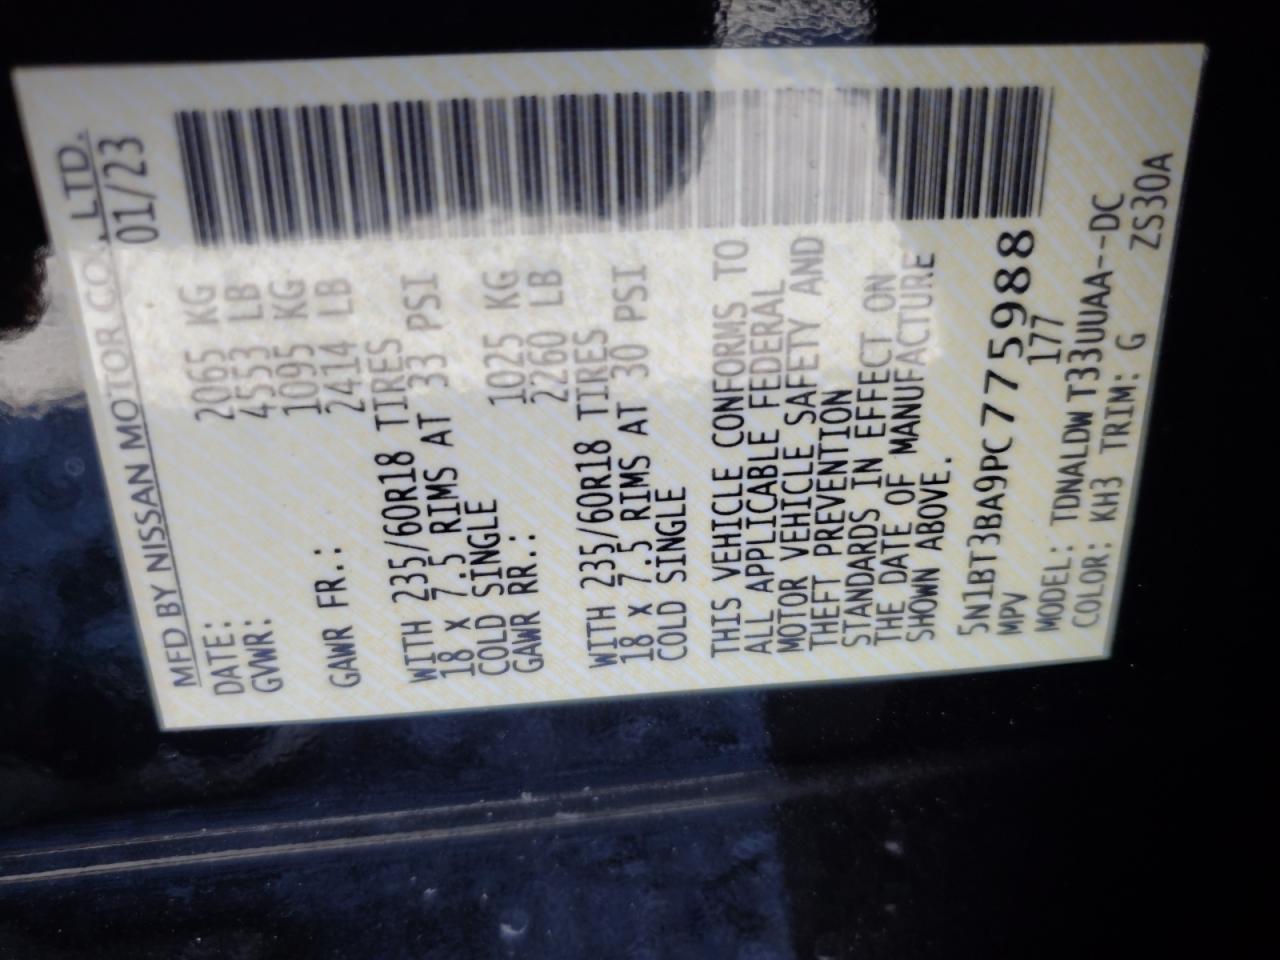 MFD BY NISSAN MOTOR CO., LTD.
DATE: 01/23
GVWR: 2065 KG
4553 LB
GAWR FR.: 1095 KG
2414 LB
WITH 235/60R18 TIRES
18 X 7.5 RIMS AT 33 PSI
COLD SINGLE
GAWR RR.: 1025 KG
2260 LB
WITH 235/60R18 TIRES
18 X 7.5 RIMS AT 30 PSI
COLD SINGLE
THIS VEHICLE CONFORMS TO
ALL APPLICABLE FEDERAL
MOTOR VEHICLE SAFETY AND
THEFT PREVENTION
STANDARDS IN EFFECT ON
THE DATE OF MANUFACTURE
SHOWN ABOVE.
5N1BT3BA9PC775988
MPV 177
MODEL: TDNALDW T33UUAA--DC
COLOR: KH3 TRIM: G ZS30A